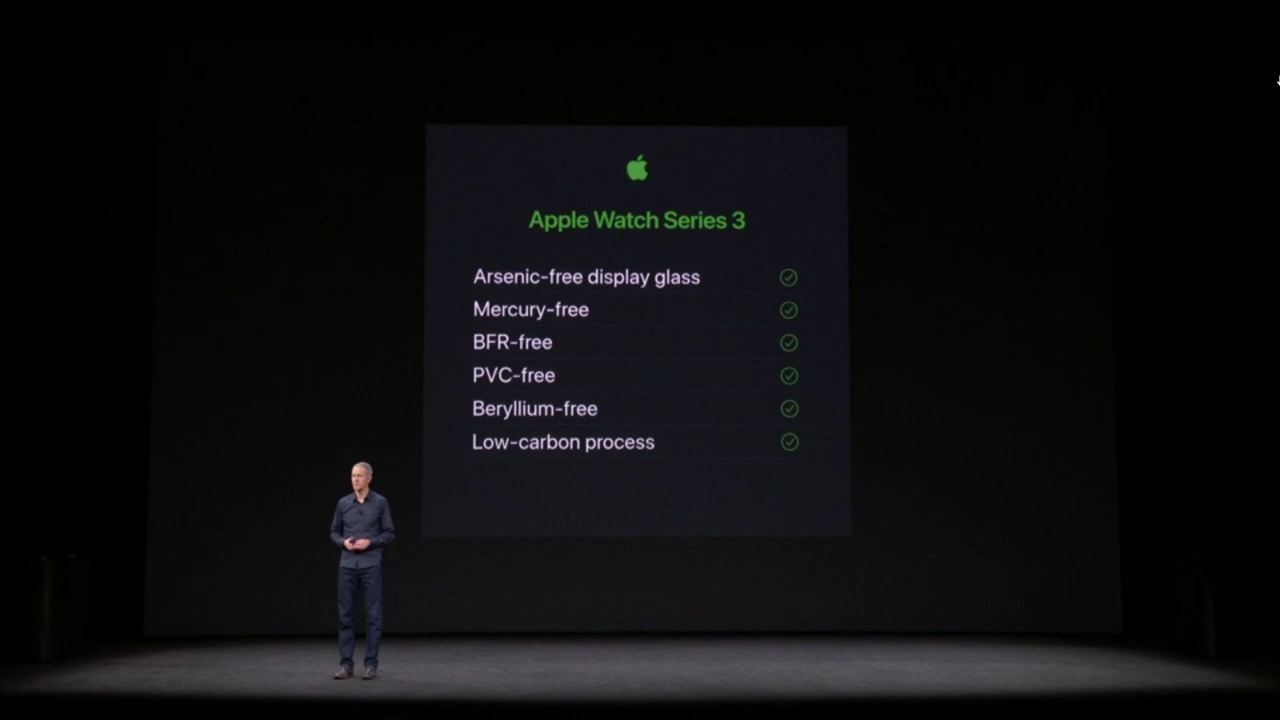 Apple Watch Series 3
Arsenic-free display glass
Mercury-free
BFR-free
PVC-free
Beryllium-free
Low-carbon process